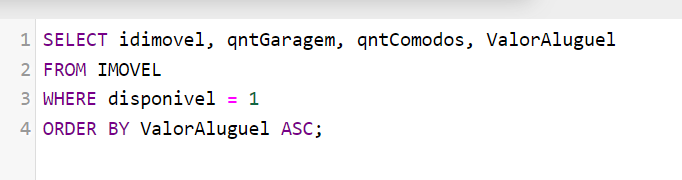 1 SELECT idimovel, qntGaragem, qntComodos, ValorAluguel
2 FROM IMOVEL
3 WHERE disponivel = 1
4 ORDER BY ValorAluguel ASC;